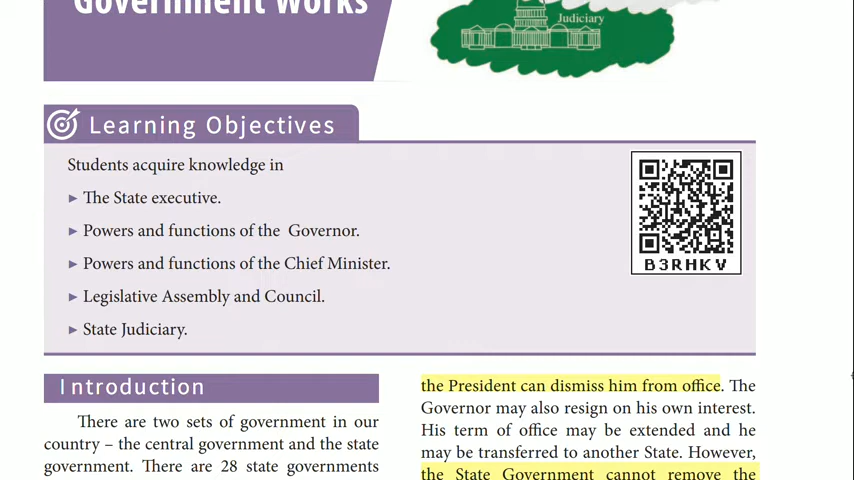 Government Works
Judiciary
Learning Objectives
Students acquire knowledge in
► The State executive.
► Powers and functions of the Governor.
► Powers and functions of the Chief Minister.
► Legislative Assembly and Council.
► State Judiciary.
B3RHKV
Introduction
There are two sets of government in our
country – the central government and the state
government. There are 28 state governments
the President can dismiss him from office. The
Governor may also resign on his own interest.
His term of office may be extended and he
may be transferred to another State. However,
the State Government cannot remove the